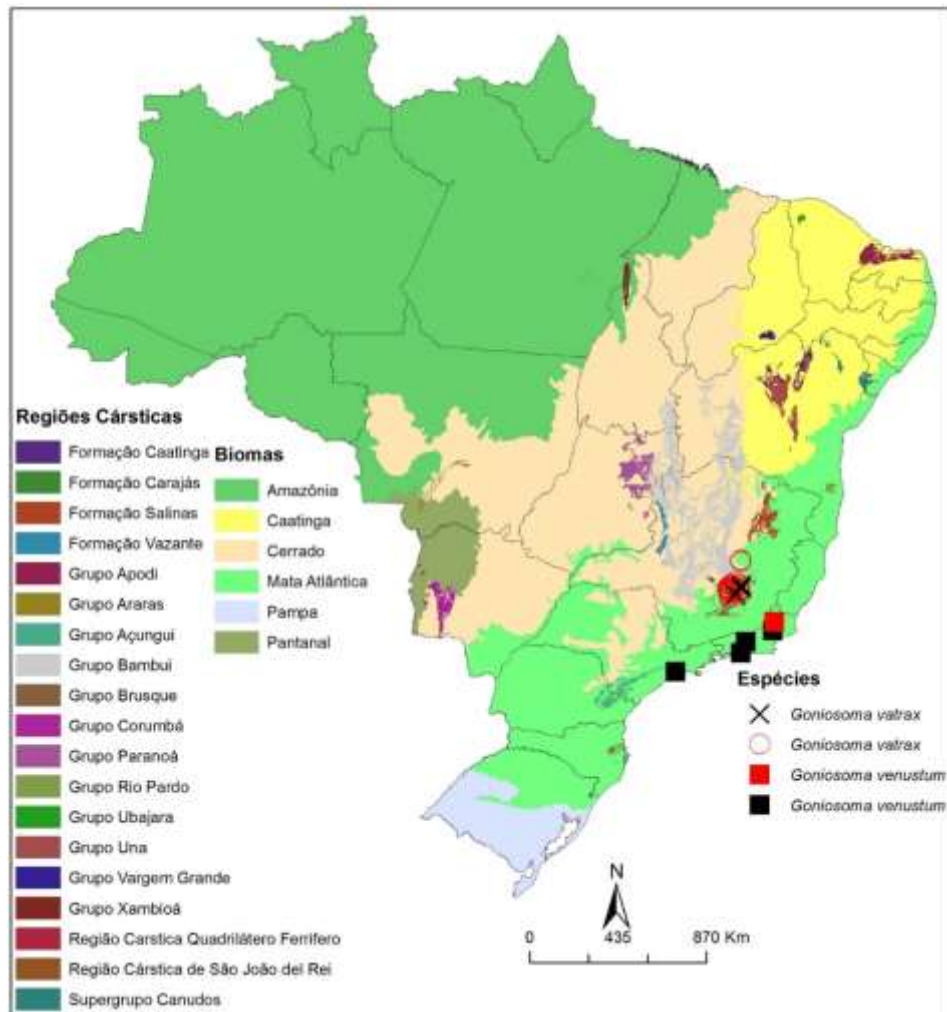 Regiões Cársticas
Formação Caatinga
Formação Carajás
Formação Salinas
Formação Vazante
Grupo Apodi
Grupo Araras
Grupo Açungui
Grupo Bambui
Grupo Brusque
Grupo Corumbá
Grupo Paranoá
Grupo Rio Pardo
Grupo Ubajara
Grupo Una
Grupo Vargem Grande
Grupo Xambioá
Região Carstica Quadrilátero Ferrífero
Região Cárstica de São João del Rei
Supergrupo Canudos
Biomas
Amazônia
Caatinga
Cerrado
Mata Atlântica
Pampa
Pantanal
Espécies
Goniosoma vatrax
Goniosoma vatrax
Goniosoma venustum
Goniosoma venustum
N
0 435 870 Km